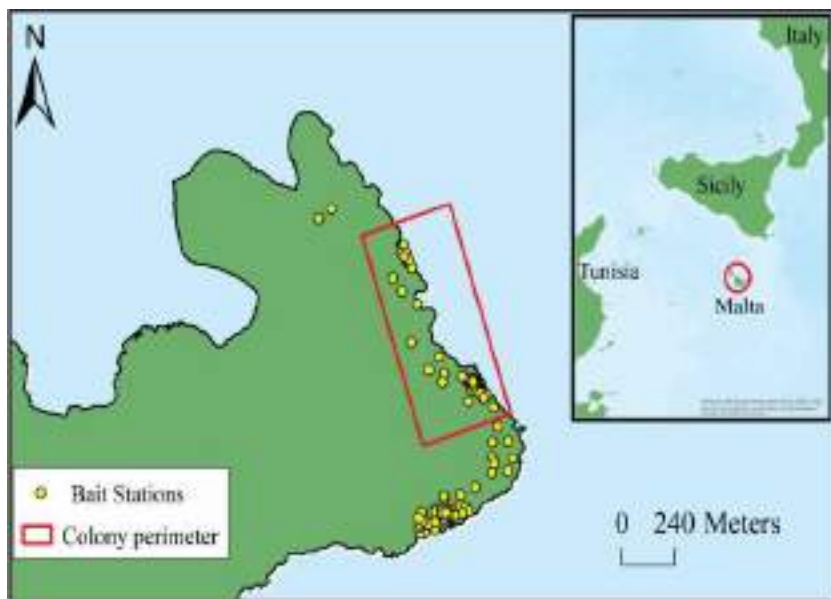 N
Italy
Sicily
Tunisia
Malta
Bait Stations
Colony perimeter
0 240 Meters